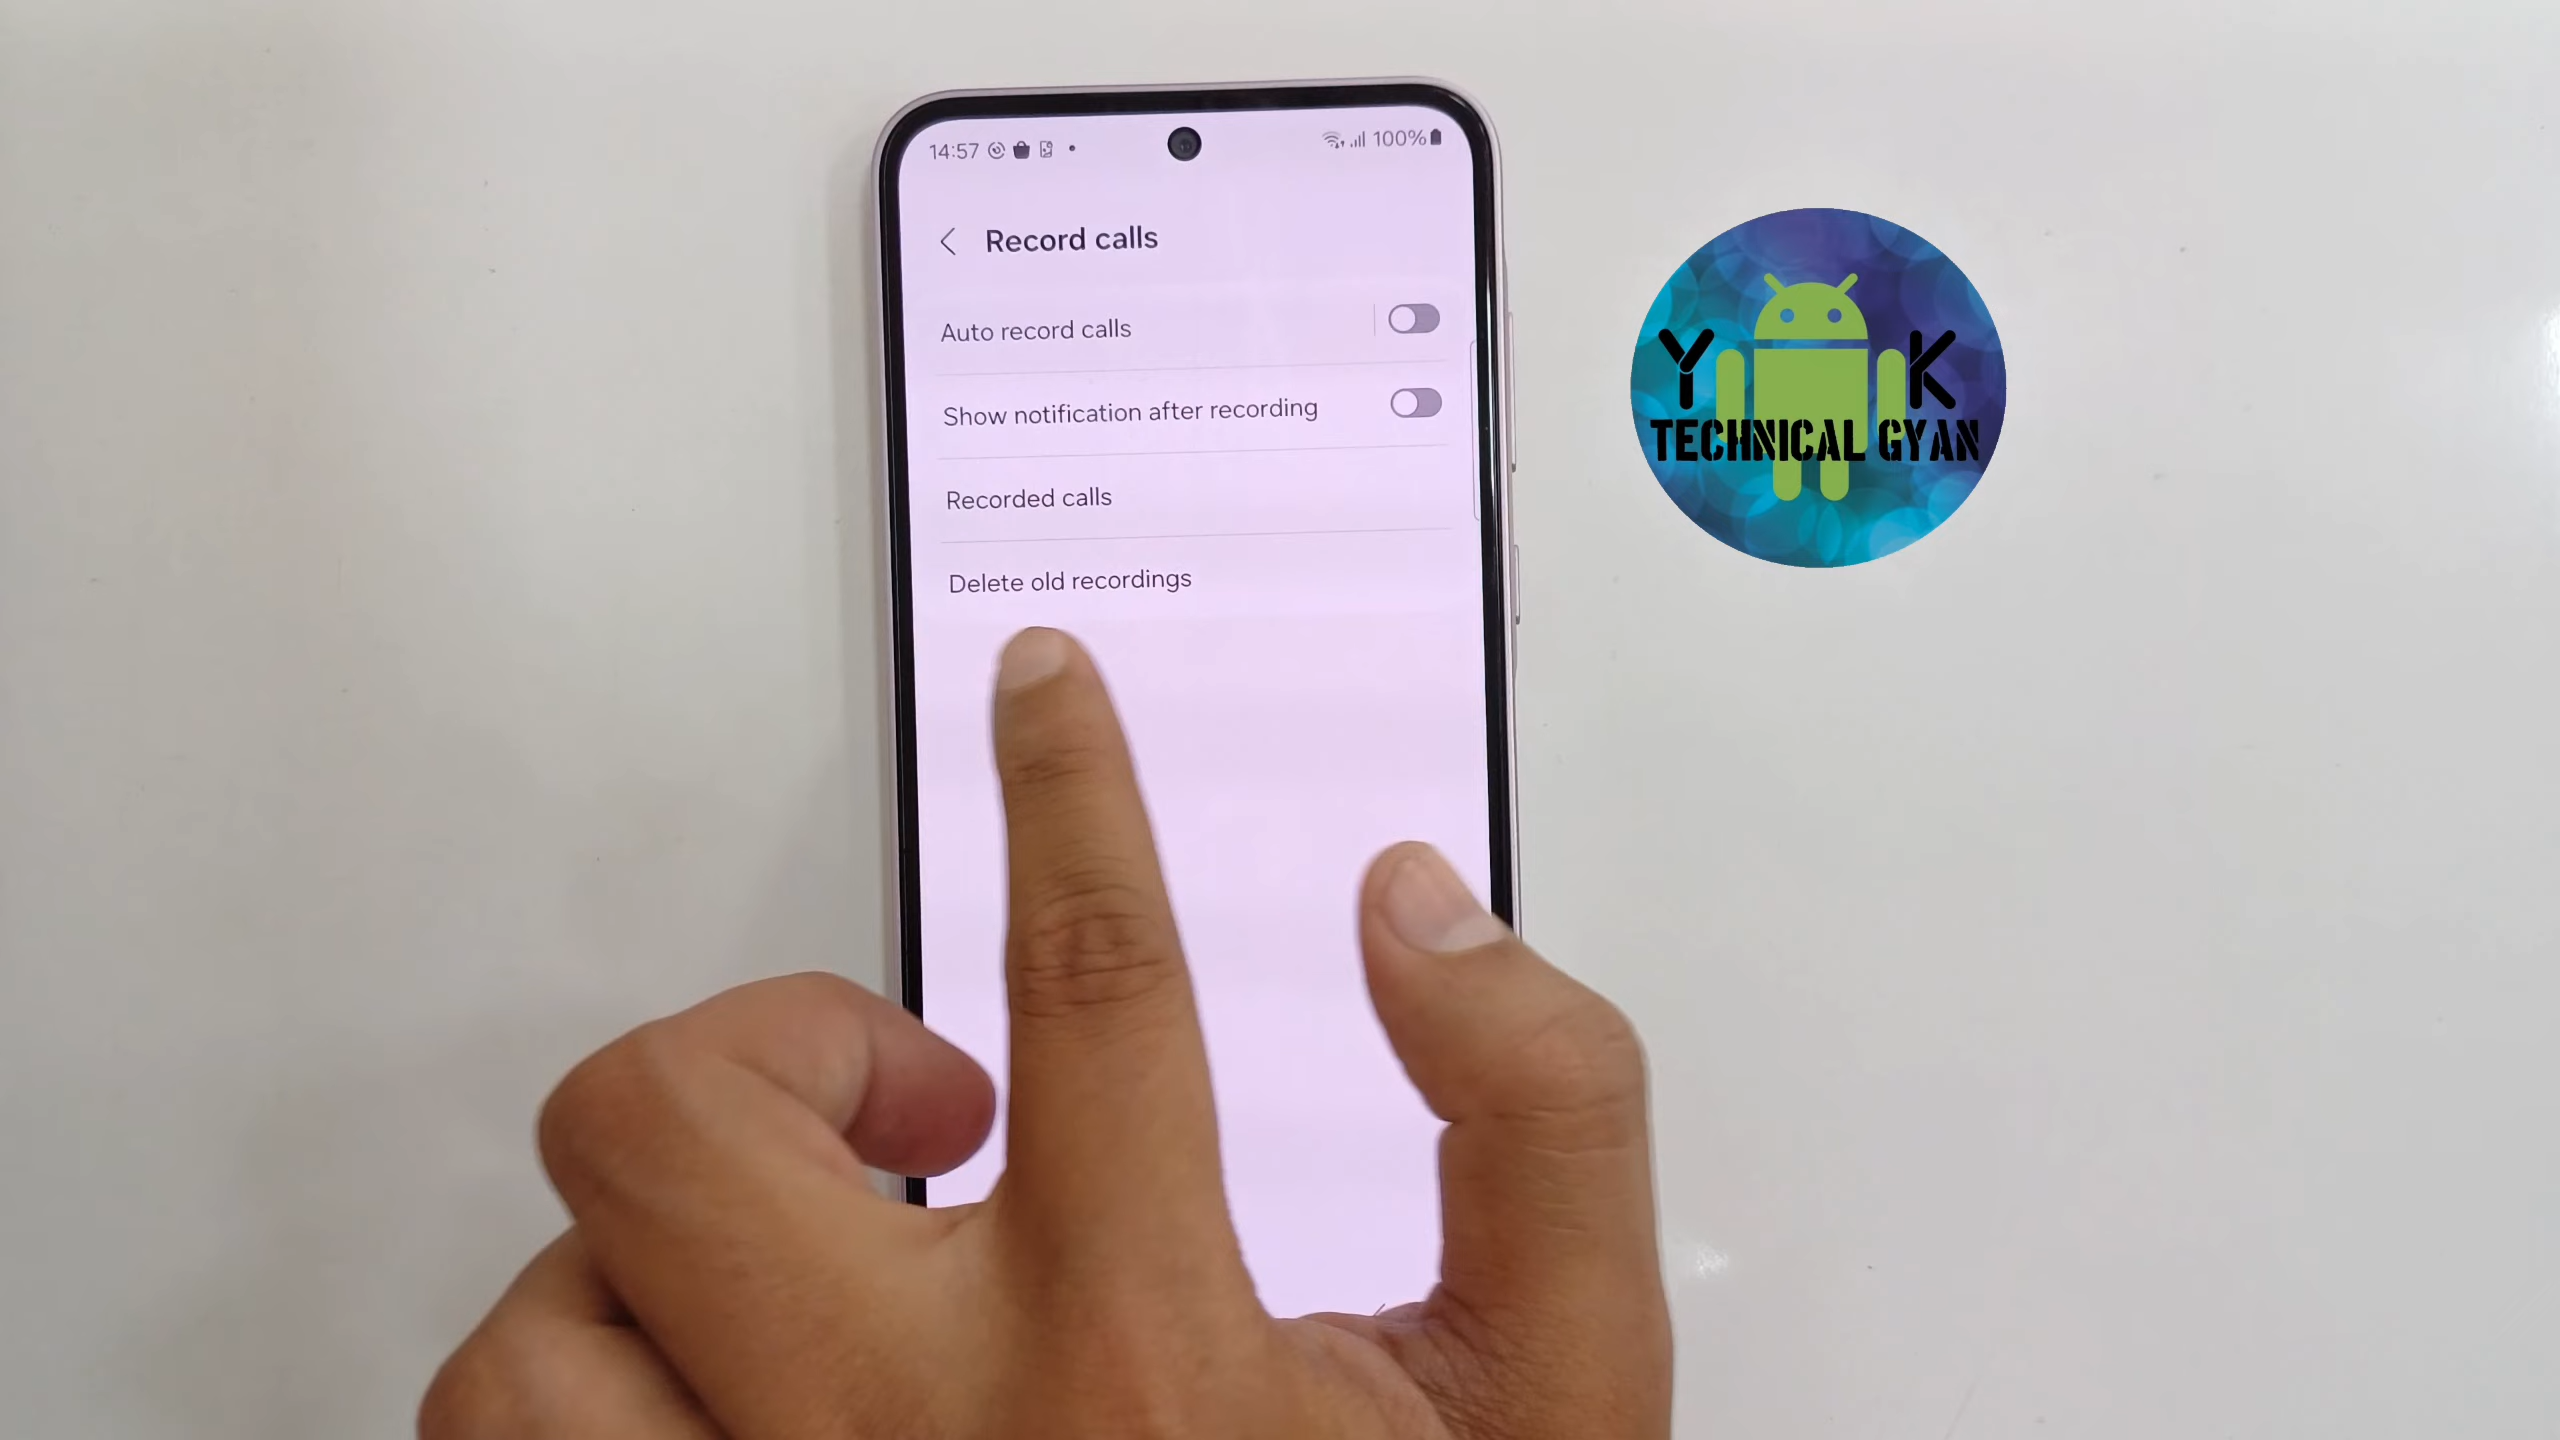 14:57
100%
Record calls
Auto record calls
Show notification after recording
Recorded calls
Delete old recordings
Y K
TECHNICAL GYAN